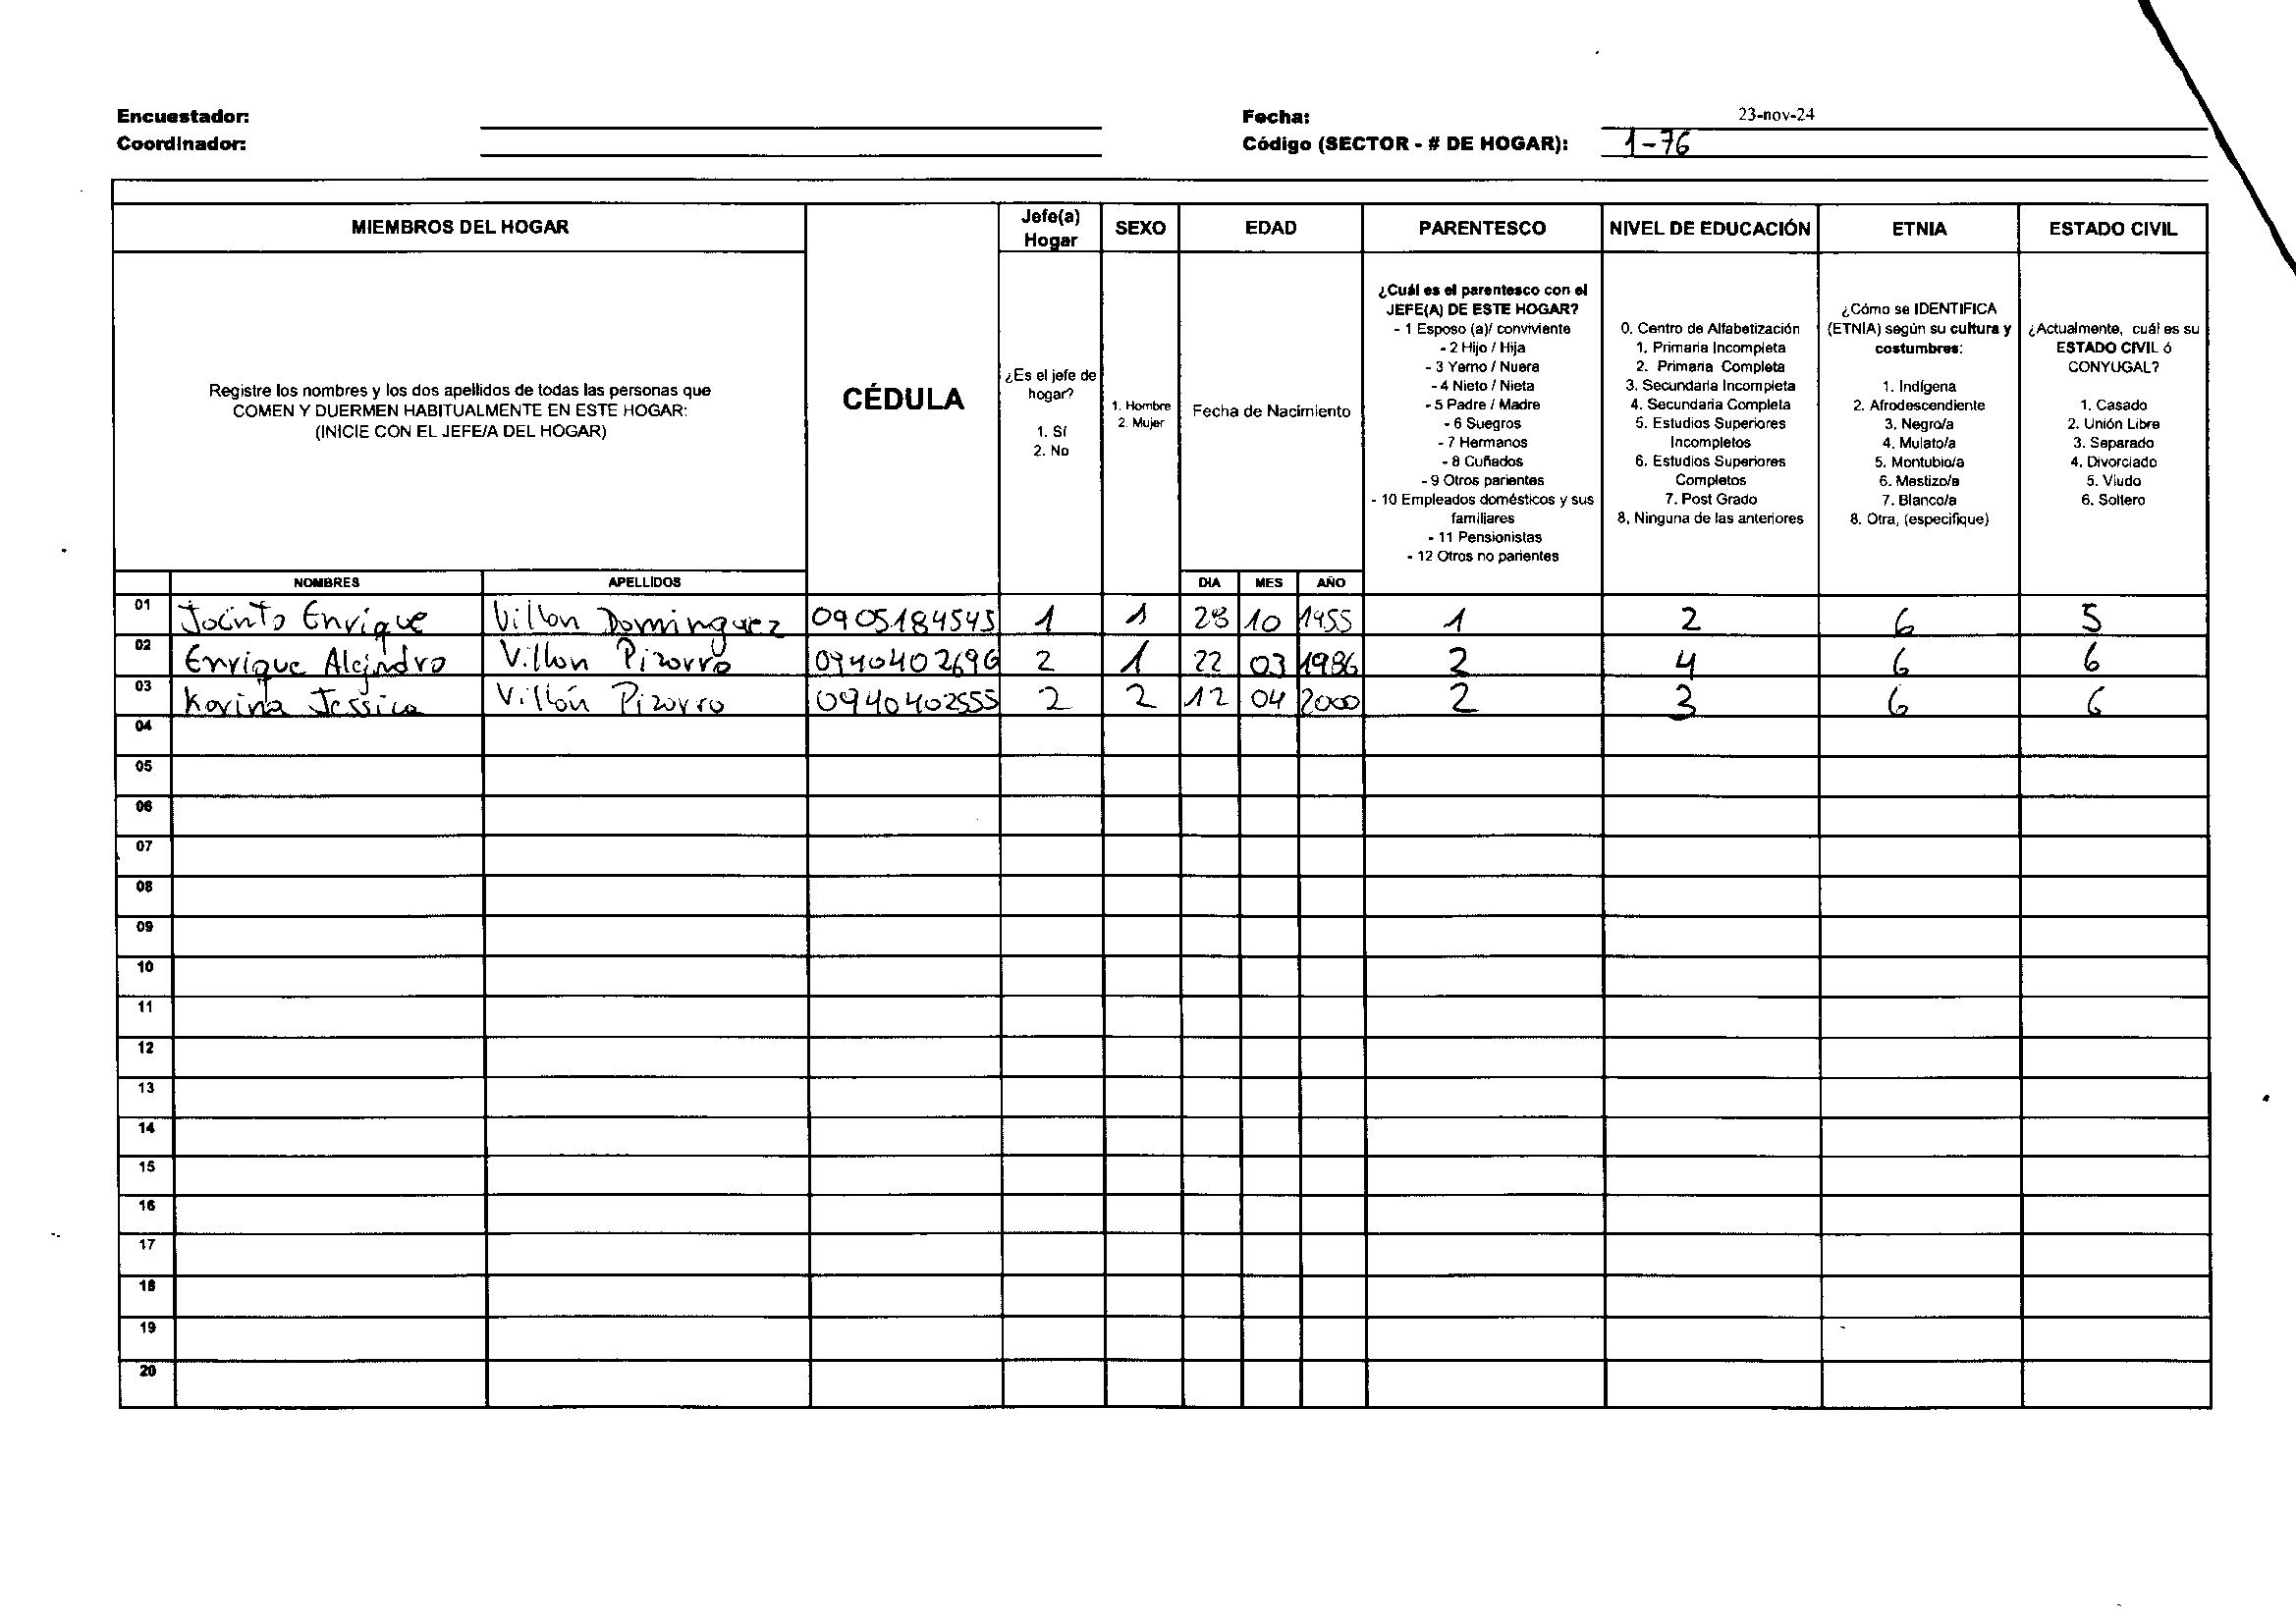 Encuestador:
Coordinador:
Fecha: 23-nov-24
Código (SECTOR - # DE HOGAR): 1-76
MIEMBROS DEL HOGAR
CÉDULA
Jefe(a) Hogar
SEXO
EDAD
PARENTESCO
NIVEL DE EDUCACIÓN
ETNIA
ESTADO CIVIL
Registre los nombres y los dos apellidos de todas las personas que
COMEN Y DUERMEN HABITUALMENTE EN ESTE HOGAR:
(INICIE CON EL JEFE/A DEL HOGAR)
¿Es el jefe de
hogar?
1. Sí
2. No
1. Hombre
2. Mujer
Fecha de Nacimiento
¿Cuál es el parentesco con el
JEFE(A) DE ESTE HOGAR?
- 1 Esposo (a)/ conviviente
- 2 Hijo / Hija
- 3 Yerno / Nuera
- 4 Nieto / Nieta
- 5 Padre / Madre
- 6 Suegros
- 7 Hermanos
- 8 Cuñados
- 9 Otros parientes
- 10 Empleados domésticos y sus
familiares
- 11 Pensionistas
- 12 Otros no parientes
0. Centro de Alfabetización
1. Primaria Incompleta
2. Primaria Completa
3. Secundaria Incompleta
4. Secundaria Completa
5. Estudios Superiores
Incompletos
6. Estudios Superiores
Completos
7. Post Grado
8. Ninguna de las anteriores
¿Cómo se IDENTIFICA
(ETNIA) según su cultura y
costumbres:
1. Indígena
2. Afrodescendiente
3. Negro/a
4. Mulato/a
5. Montubio/a
6. Mestizo/a
7. Blanco/a
8. Otra, (especifique)
¿Actualmente, cuál es su
ESTADO CIVIL ó
CONYUGAL?
1. Casado
2. Unión Libre
3. Separado
4. Divorciado
5. Viudo
6. Soltero
NOMBRES APELLIDOS DIA MES AÑO
01 Jacinto Enrique Villon Dominguez 0905184545 1 1 28 10 1955 1 2 6 5
02 Enrique Alejandro Villon Pizarro 0940402696 2 1 22 03 1986 2 4 6 6
03 Karina Jessica Villón Pizarro 0940402555 2 2 12 04 2000 2 3 6 6
04
05
06
07
08
09
10
11
12
13
14
15
16
17
18
19
20